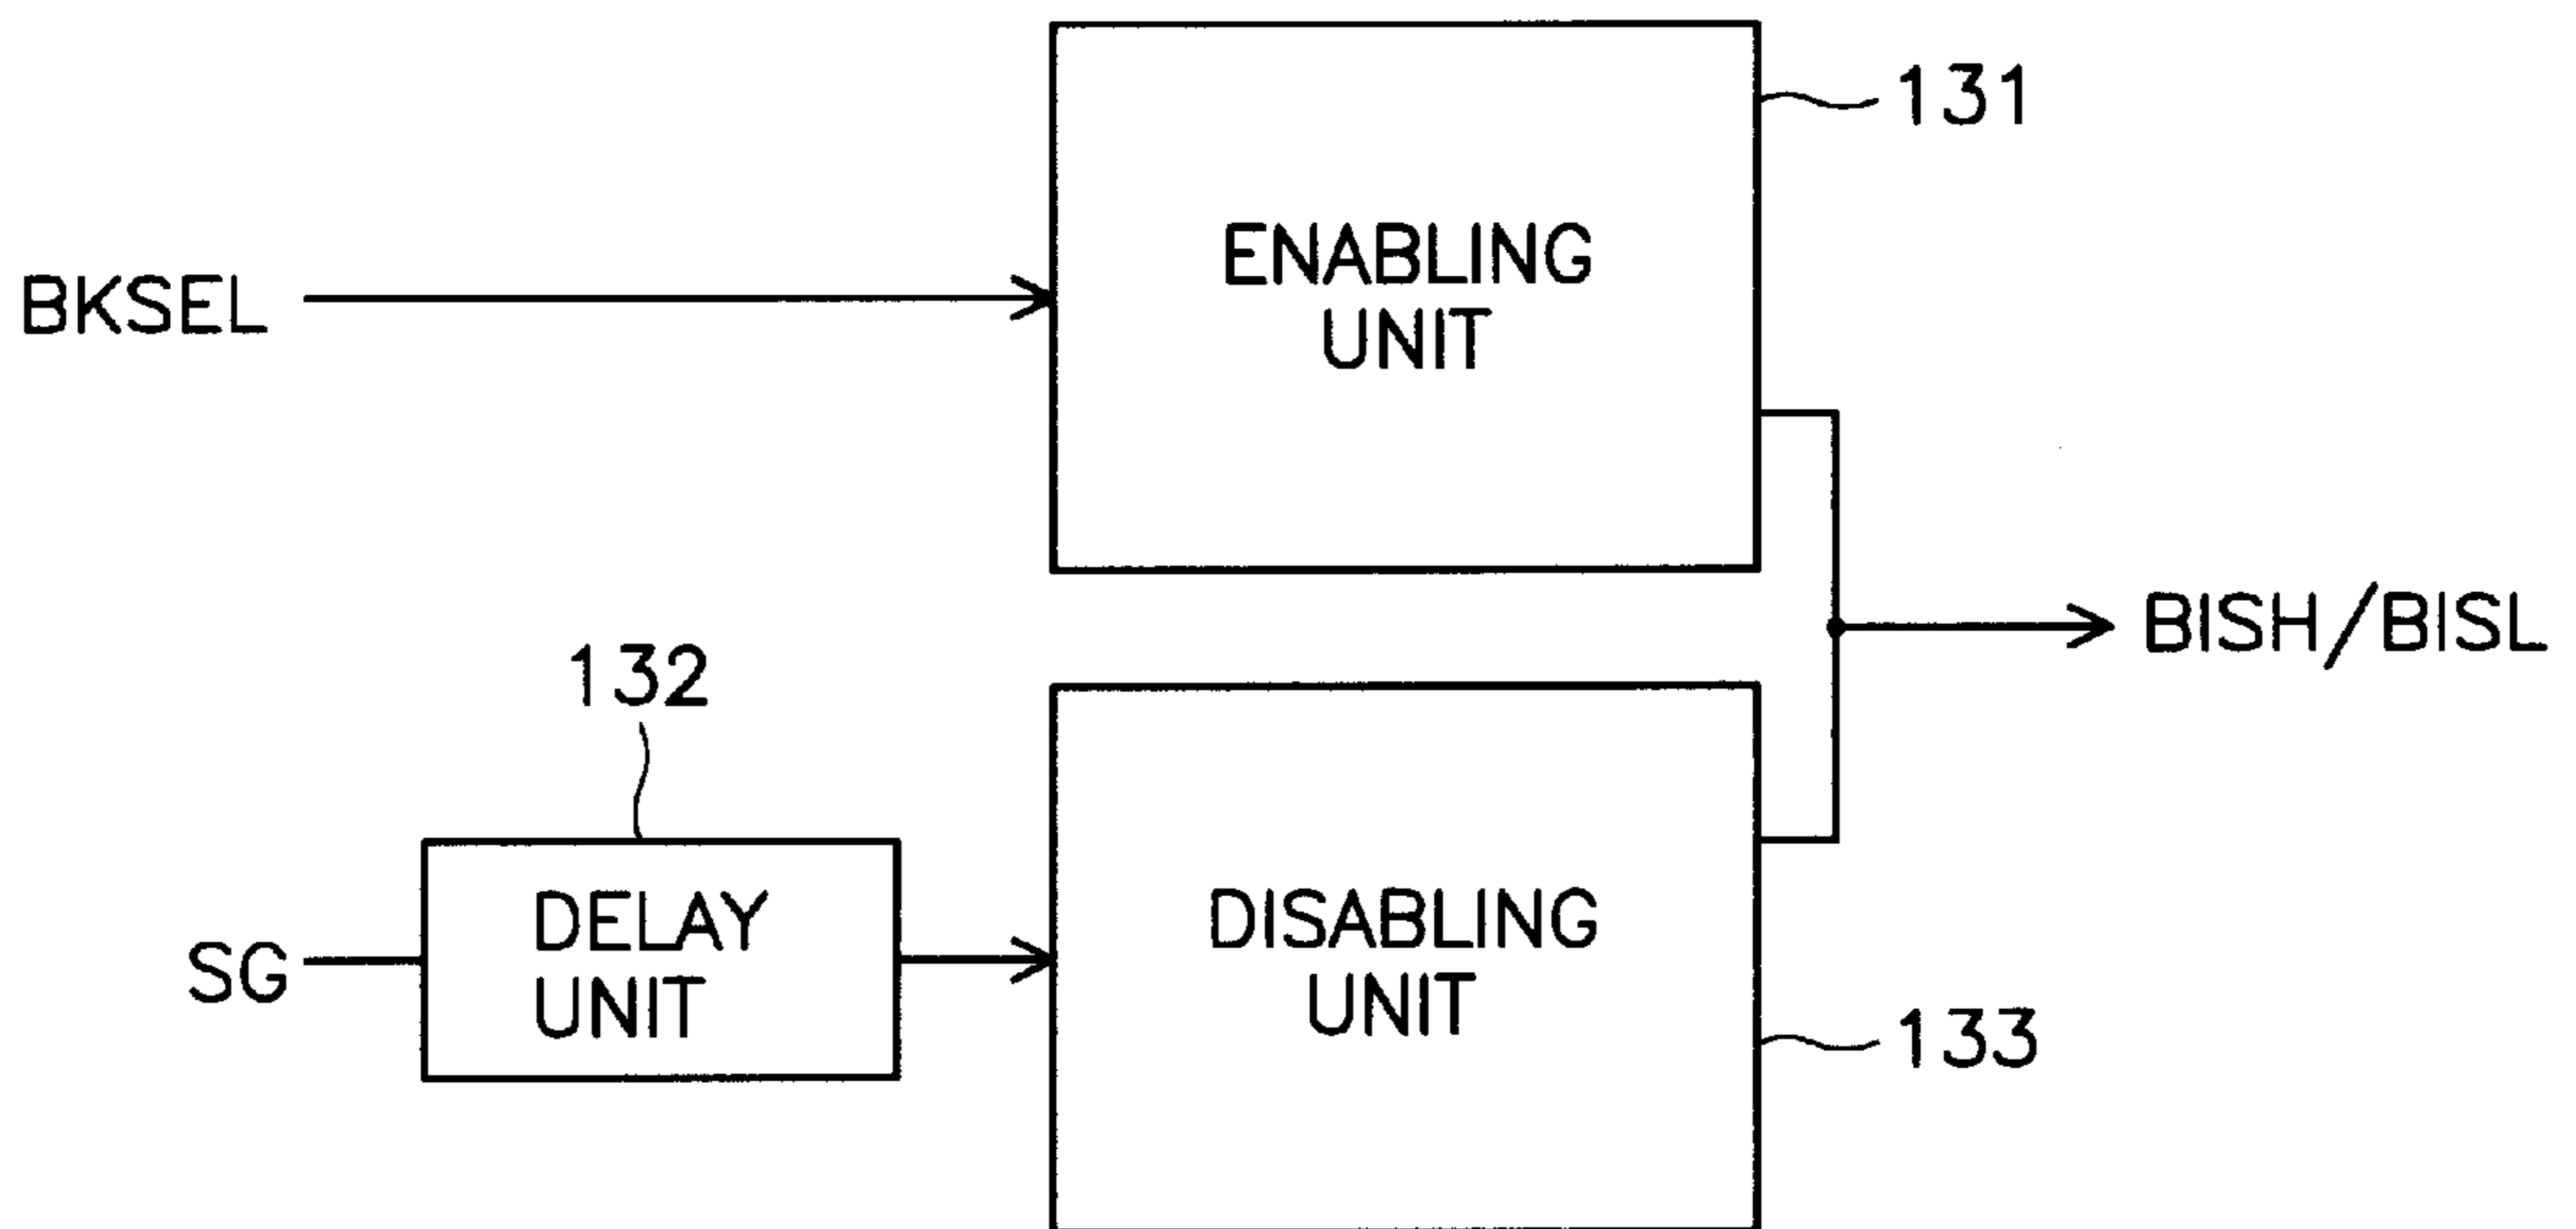 131
ENABLING
UNIT
BKSEL
BISH/BISL
132
DELAY
UNIT
SG
DISABLING
UNIT
133